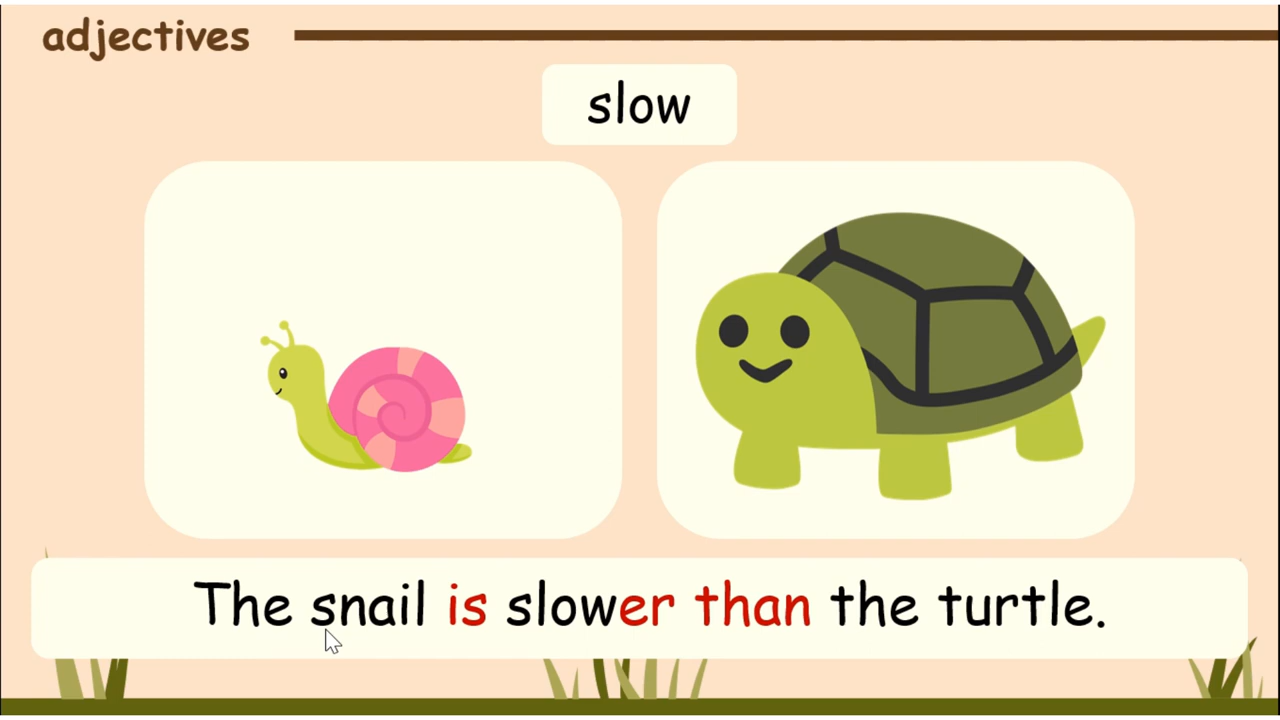 adjectives
slow
The snail is slower than the turtle.